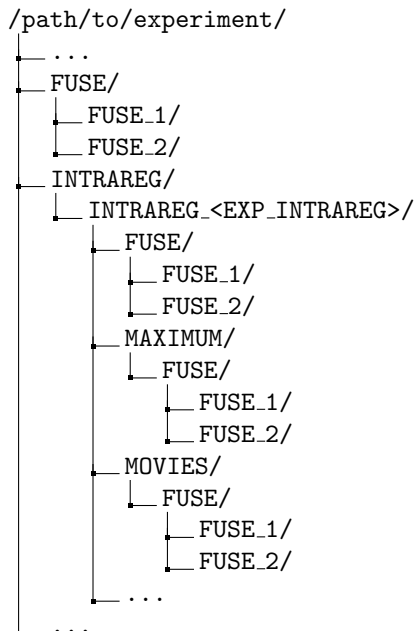 /path/to/experiment/
...
FUSE/
FUSE_1/
FUSE_2/
INTRAREG/
INTRAREG_<EXP_INTRAREG>/
FUSE/
FUSE_1/
FUSE_2/
MAXIMUM/
FUSE/
FUSE_1/
FUSE_2/
MOVIES/
FUSE/
FUSE_1/
FUSE_2/
...
...